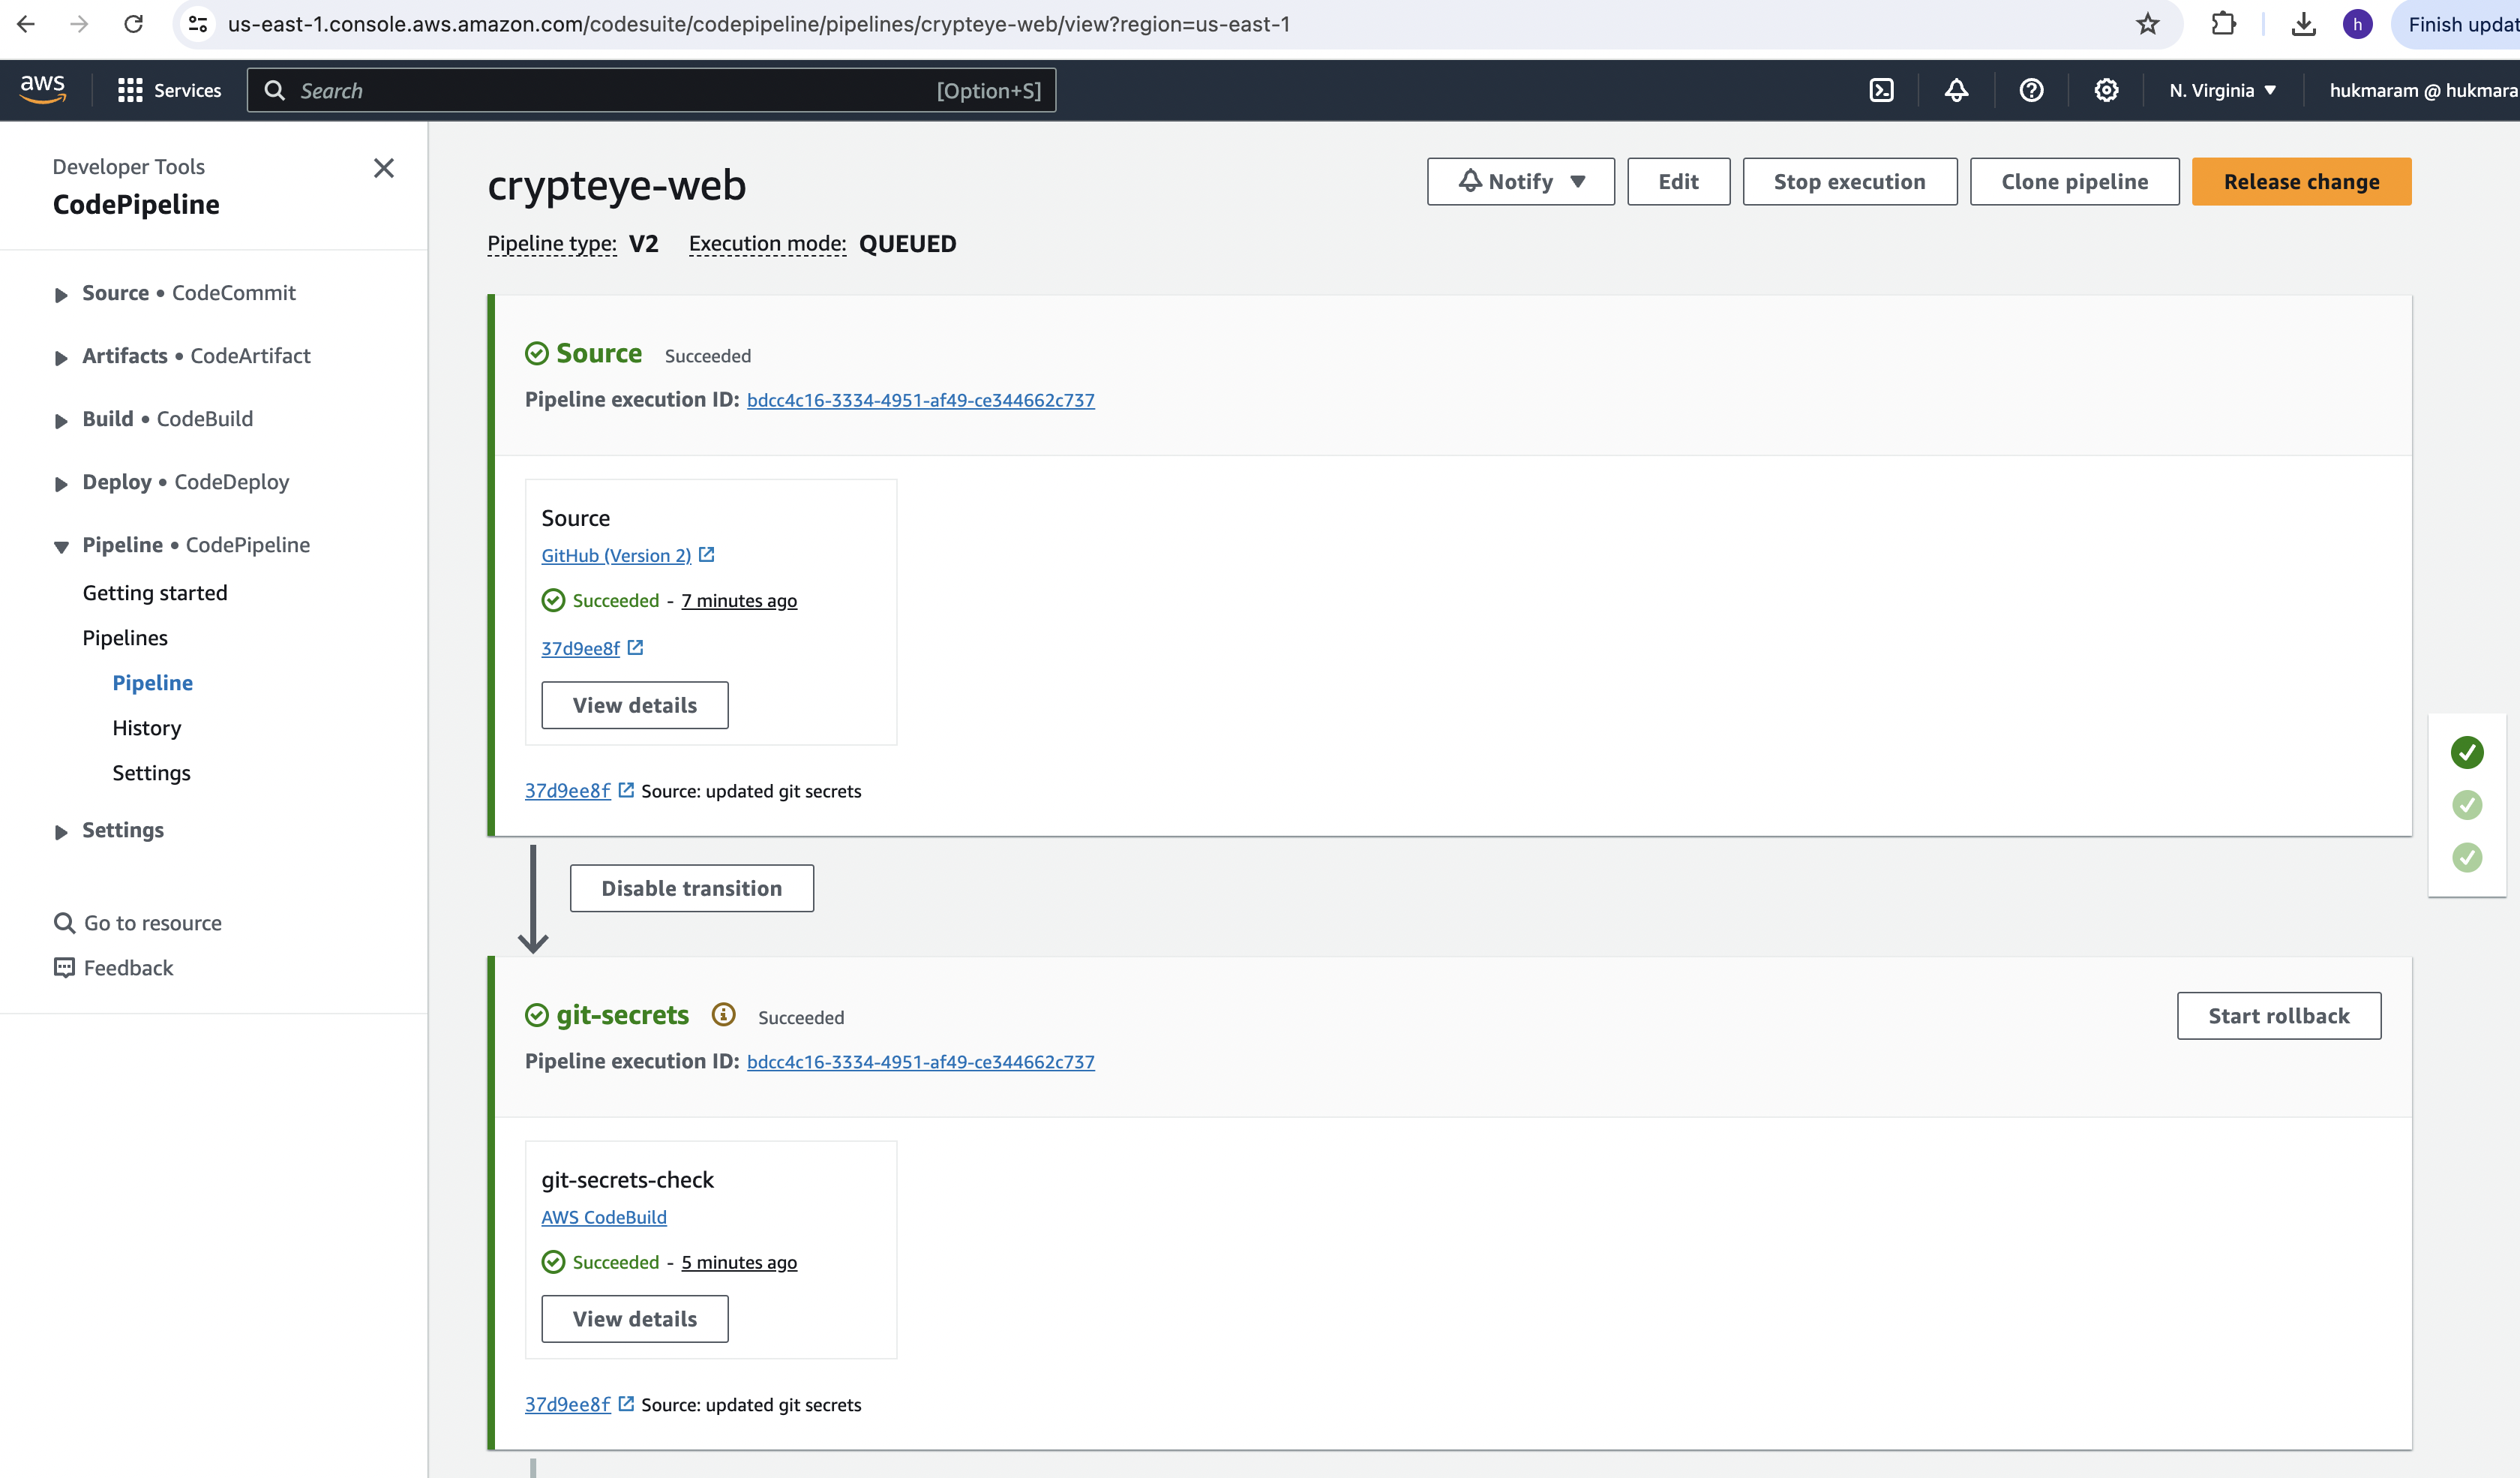 us-east-1.console.aws.amazon.com/codesuite/codepipeline/pipelines/crypteye-web/view?region=us-east-1
h
Finish updat
aws
Services
Search
[Option+S]
N. Virginia
hukmaram @ hukmara
Developer Tools
CodePipeline
Source • CodeCommit
Artifacts • CodeArtifact
Build • CodeBuild
Deploy • CodeDeploy
Pipeline • CodePipeline
Getting started
Pipelines
Pipeline
History
Settings
Settings
Go to resource
Feedback
crypteye-web
Notify
Edit
Stop execution
Clone pipeline
Release change
Pipeline type: V2 Execution mode: QUEUED
Source Succeeded
Pipeline execution ID: bdcc4c16-3334-4951-af49-ce344662c737
Source
GitHub (Version 2)
Succeeded - 7 minutes ago
37d9ee8f
View details
37d9ee8f Source: updated git secrets
Disable transition
git-secrets Succeeded
Start rollback
Pipeline execution ID: bdcc4c16-3334-4951-af49-ce344662c737
git-secrets-check
AWS CodeBuild
Succeeded - 5 minutes ago
View details
37d9ee8f Source: updated git secrets